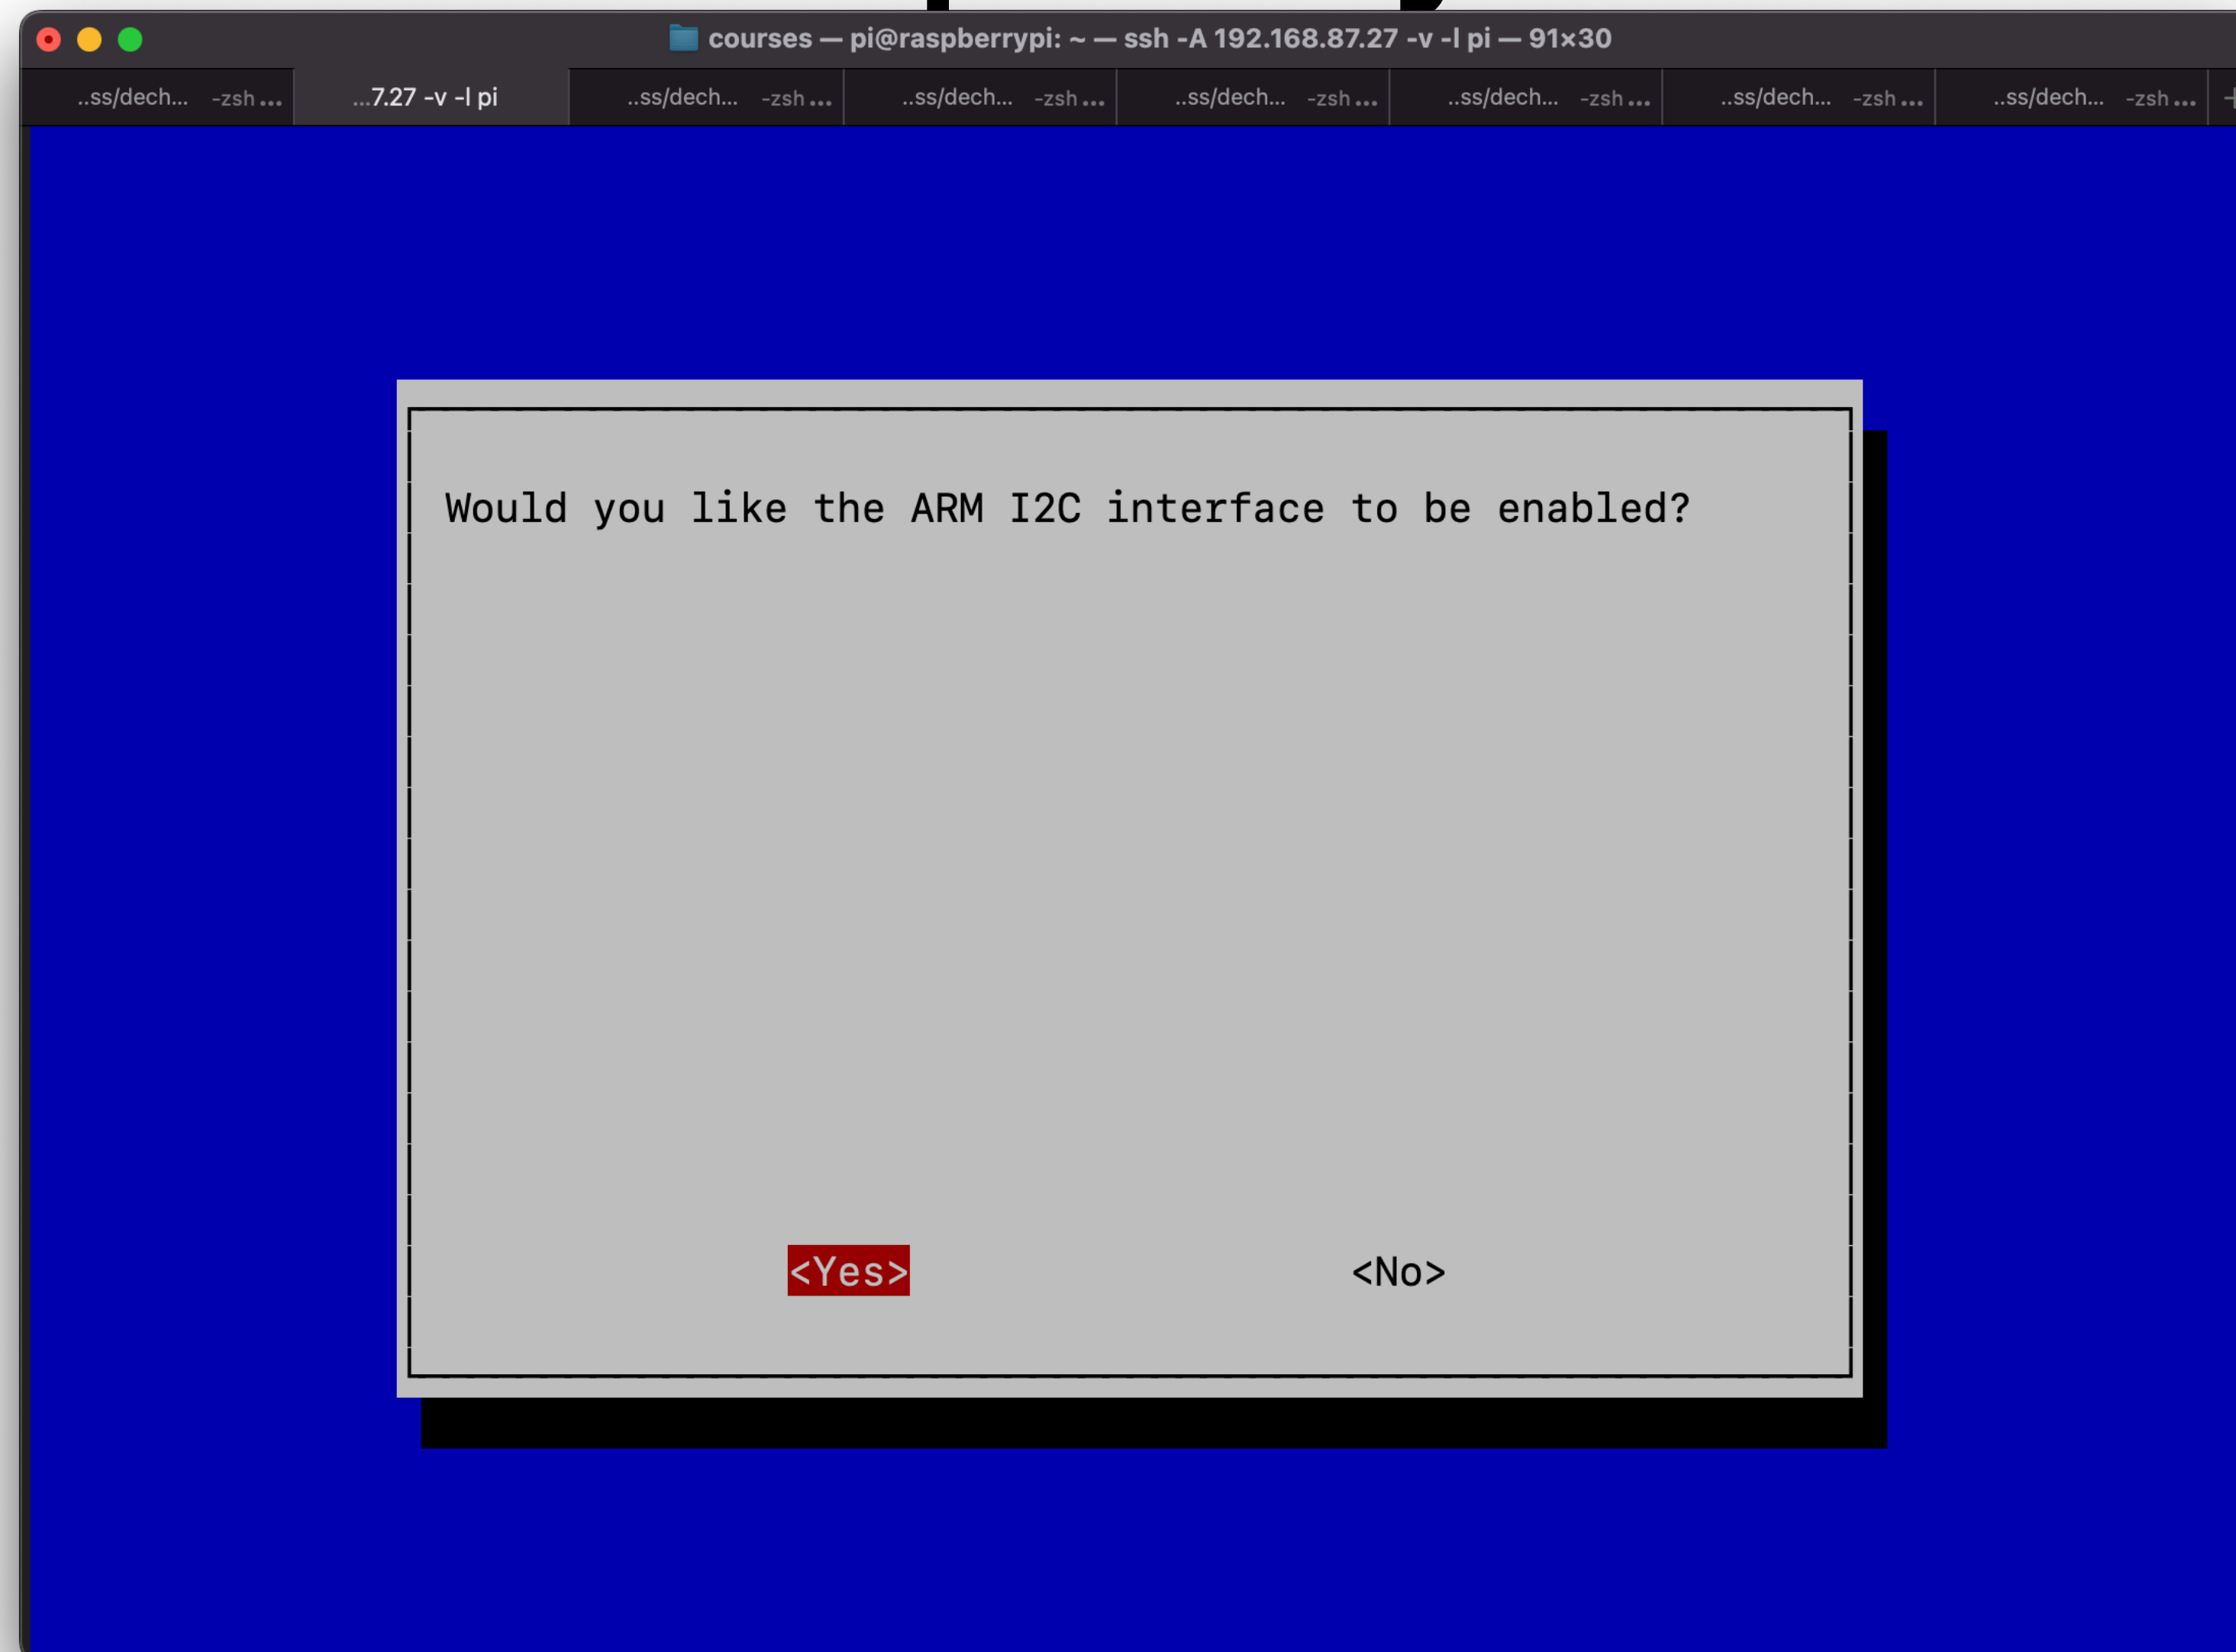 courses — pi@raspberrypi: ~ — ssh -A 192.168.87.27 -v -l pi — 91×30
..ss/dech... -zsh ... ...7.27 -v -l pi ..ss/dech... -zsh ... ..ss/dech... -zsh ... ..ss/dech... -zsh ... ..ss/dech... -zsh ... ..ss/dech... -zsh ... ..ss/dech... -zsh ...
Would you like the ARM I2C interface to be enabled?
<Yes> <No>